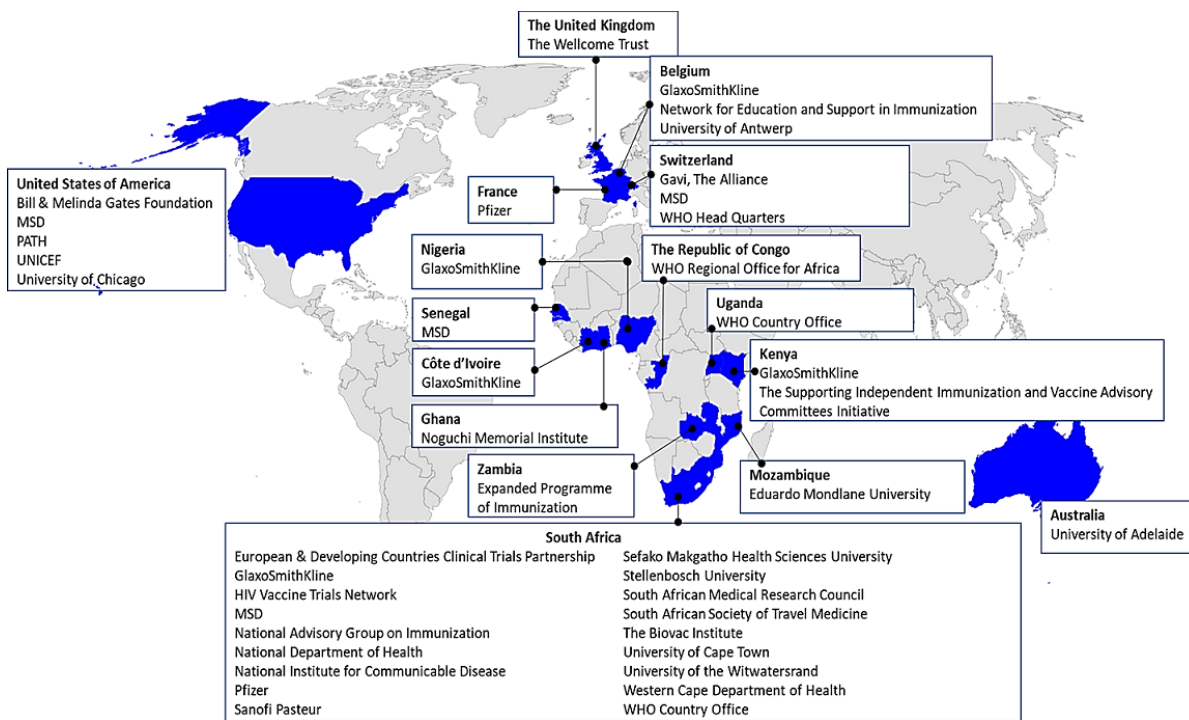 The United Kingdom
The Wellcome Trust
Belgium
GlaxoSmithKline
Network for Education and Support in Immunization
University of Antwerp
Switzerland
Gavi, The Alliance
MSD
WHO Head Quarters
United States of America
Bill & Melinda Gates Foundation
MSD
PATH
UNICEF
University of Chicago
France
Pfizer
Nigeria
GlaxoSmithKline
The Republic of Congo
WHO Regional Office for Africa
Senegal
MSD
Uganda
WHO Country Office
Côte d'Ivoire
GlaxoSmithKline
Kenya
GlaxoSmithKline
The Supporting Independent Immunization and Vaccine Advisory
Committees Initiative
Ghana
Noguchi Memorial Institute
Zambia
Expanded Programme
of Immunization
Mozambique
Eduardo Mondlane University
Australia
University of Adelaide
South Africa
European & Developing Countries Clinical Trials Partnership
GlaxoSmithKline
HIV Vaccine Trials Network
MSD
National Advisory Group on Immunization
National Department of Health
National Institute for Communicable Disease
Pfizer
Sanofi Pasteur
Sefako Makgatho Health Sciences University
Stellenbosch University
South African Medical Research Council
South African Society of Travel Medicine
The Biovac Institute
University of Cape Town
University of the Witwatersrand
Western Cape Department of Health
WHO Country Office